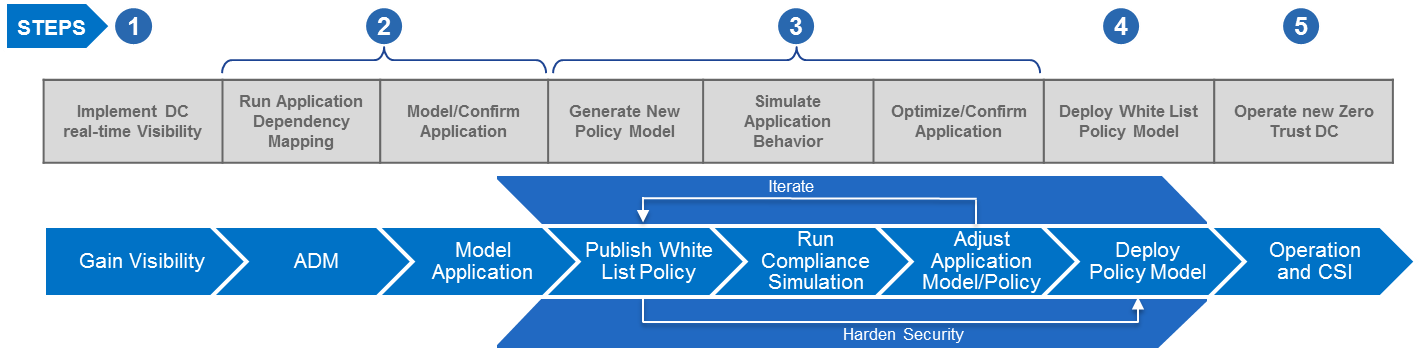 STEPS
1
2
3
4
5
Implement DC
real-time Visibility
Run Application
Dependency
Mapping
Model/Confirm
Application
Generate New
Policy Model
Simulate
Application
Behavior
Optimize/Confirm
Application
Deploy White List
Policy Model
Operate new Zero
Trust DC
Iterate
Gain Visibility
ADM
Model
Application
Publish White
List Policy
Run
Compliance
Simulation
Adjust
Application
Model/Policy
Deploy
Policy Model
Operation
and CSI
Harden Security